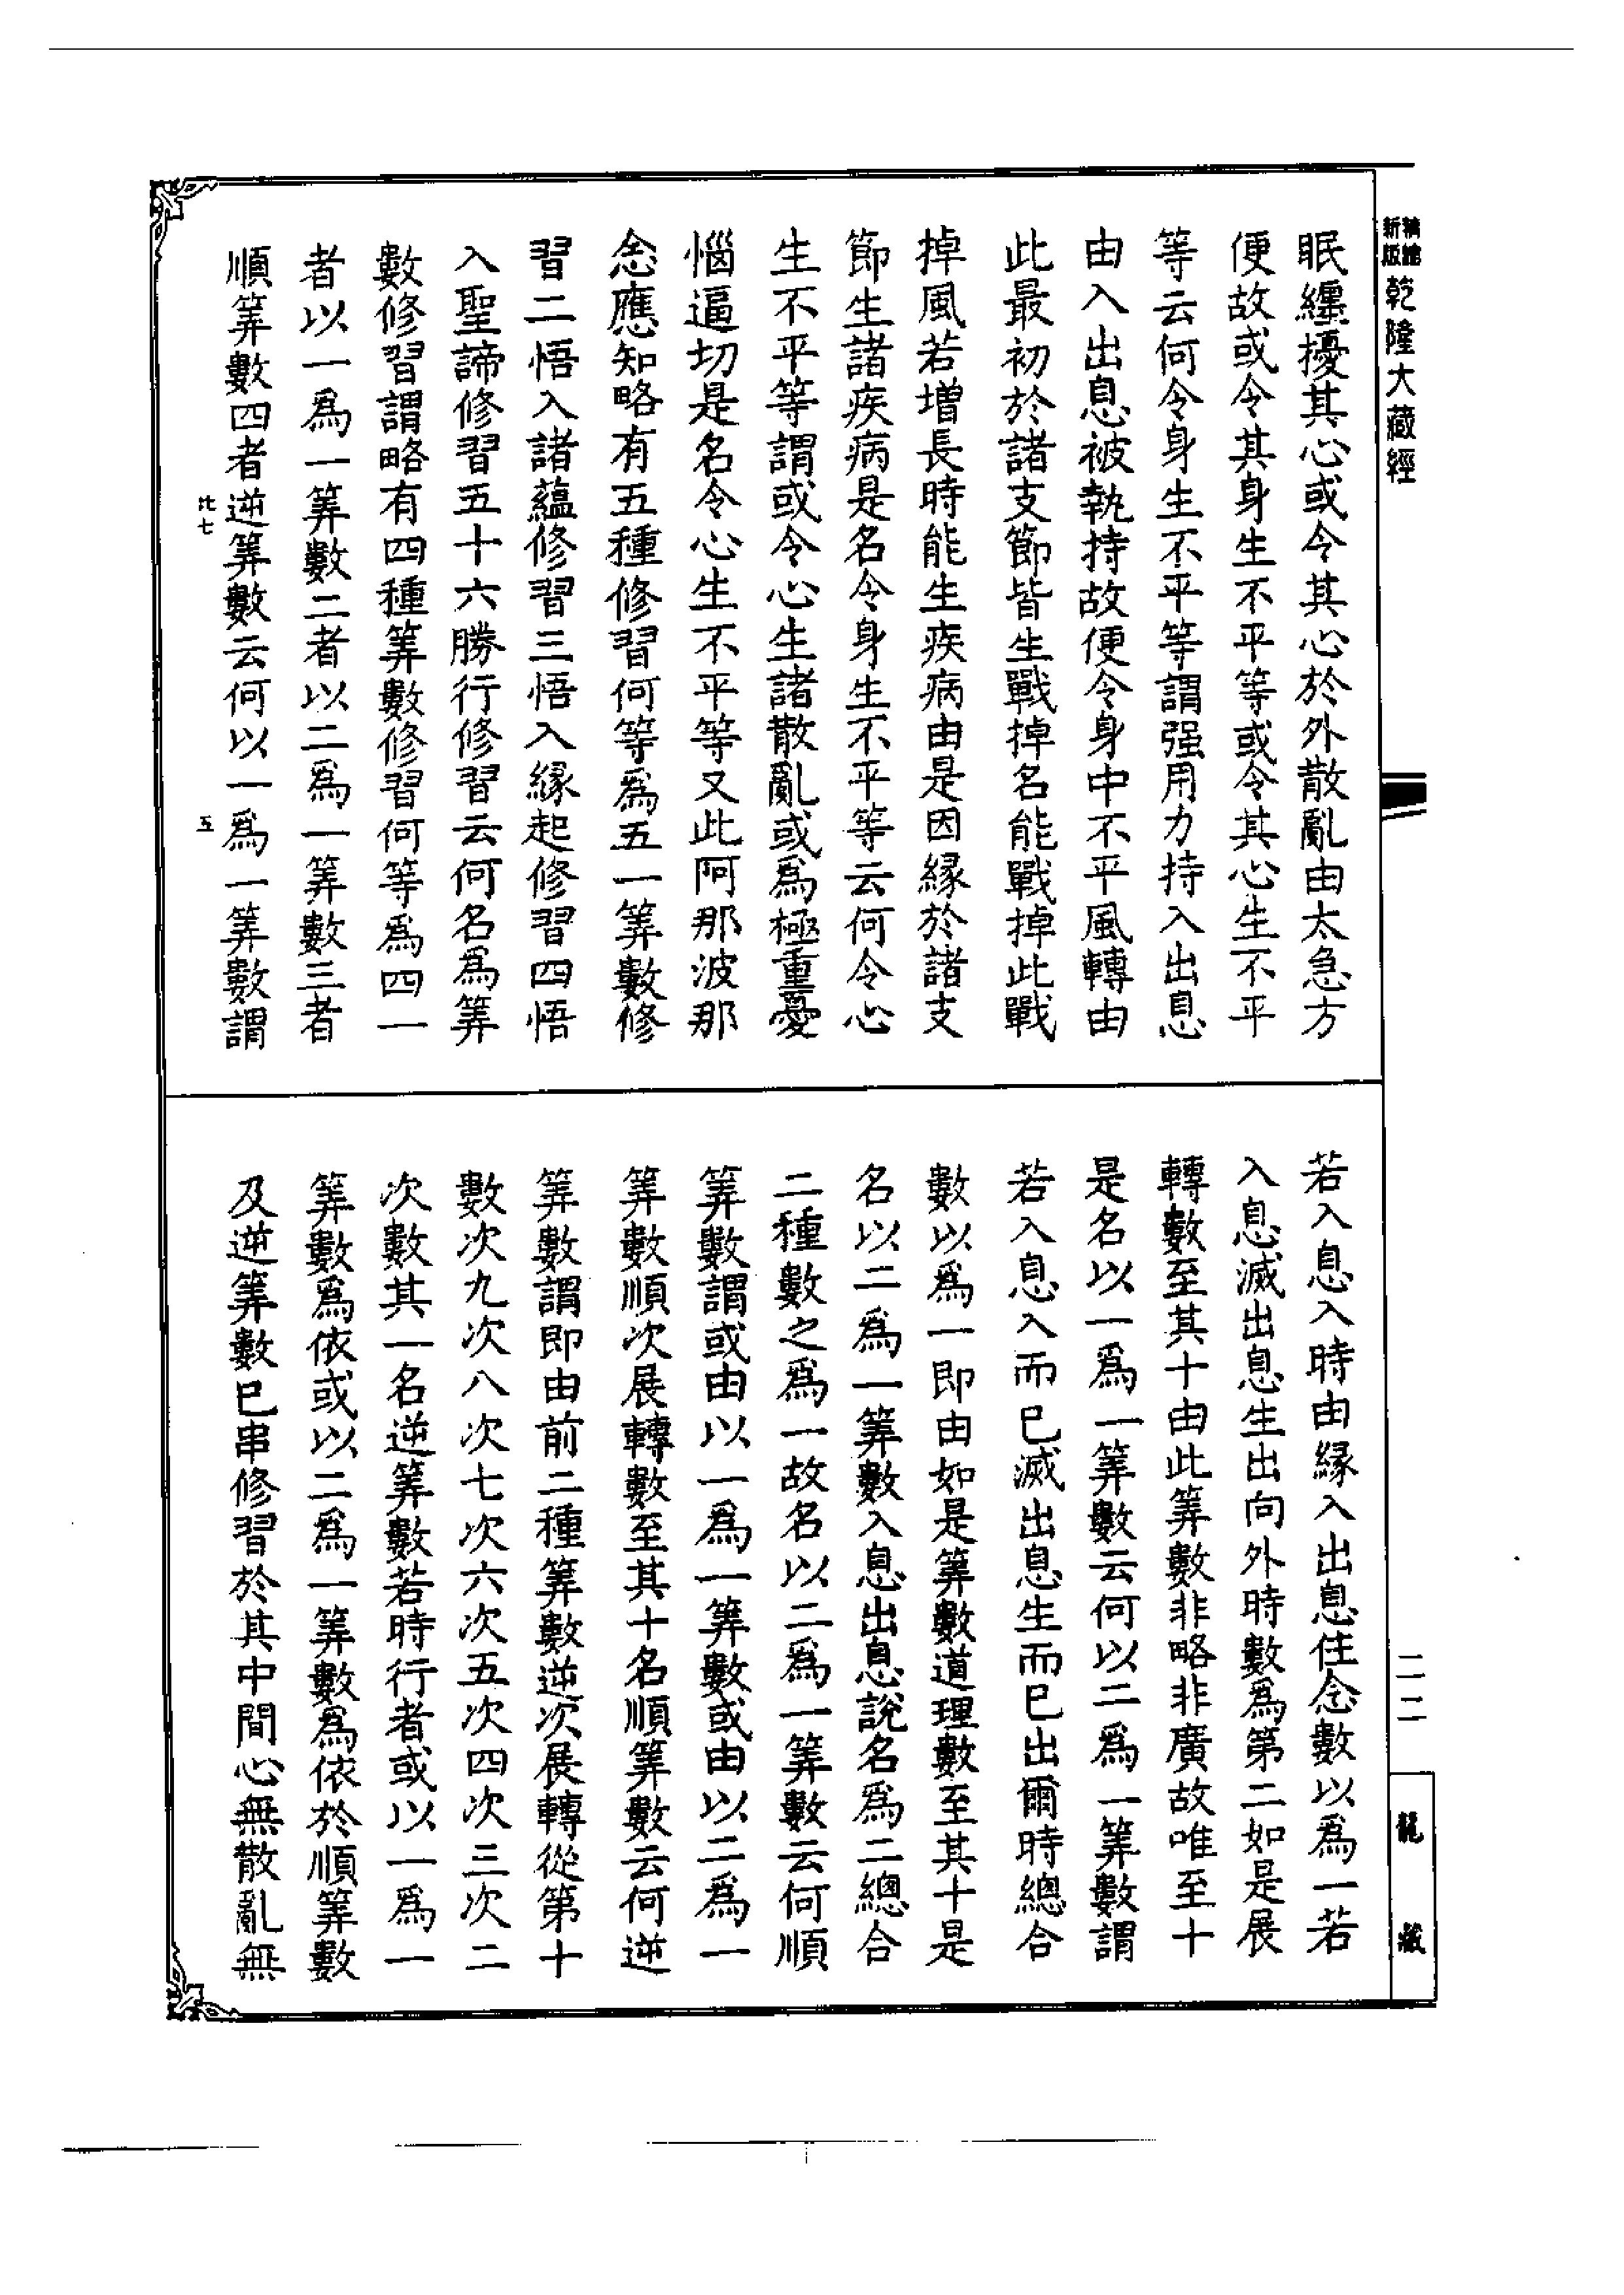 新版精縮乾隆大藏經
眠纏擾其心或令其心於外散亂由太急方
便故或令其身生不平等或令其心生不平
等云何令身生不平等謂强用力持入出息
由入出息被執持故便令身中不平風轉由
此最初於諸支節皆生戰掉名能戰掉此戰
掉風若增長時能生疾病由是因緣於諸支
節生諸疾病是名令身生不平等云何令心
生不平等謂或令心生諸散亂或爲極重憂
惱逼切是名令心生不平等又此阿那波那
念應知略有五種修習何等爲五一筭數修
習二悟入諸蘊修習三悟入緣起修習四悟
入聖諦修習五十六勝行修習云何名爲筭
數修習謂略有四種筭數修習何等爲四一
者以一爲一筭數二者以二爲一筭數三者
順筭數四者逆筭數云何以一爲一筭數謂
比七 五
若入息入時由緣入出息住念數以爲一若
入息滅出息生出向外時數爲第二如是展
轉數至其十由此筭數非略非廣故唯至十
是名以一爲一筭數云何以二爲一筭數謂
若入息入而已滅出息生而已出爾時總合
數以爲一即由如是筭數道理數至其十是
名以二爲一筭數入息出息說名爲二總合
二種數之爲一故名以二爲一筭數云何順
筭數謂或由以一爲一筭數或由以二爲一
筭數順次展轉數至其十名順筭數云何逆
筭數謂即由前二種筭數逆次展轉從第十
數次九次八次七次六次五次四次三次二
次數其一名逆筭數若時行者或以一爲一
筭數爲依或以二爲一筭數爲依於順筭數
及逆筭數已串修習於其中間心無散亂無
二二
龍藏